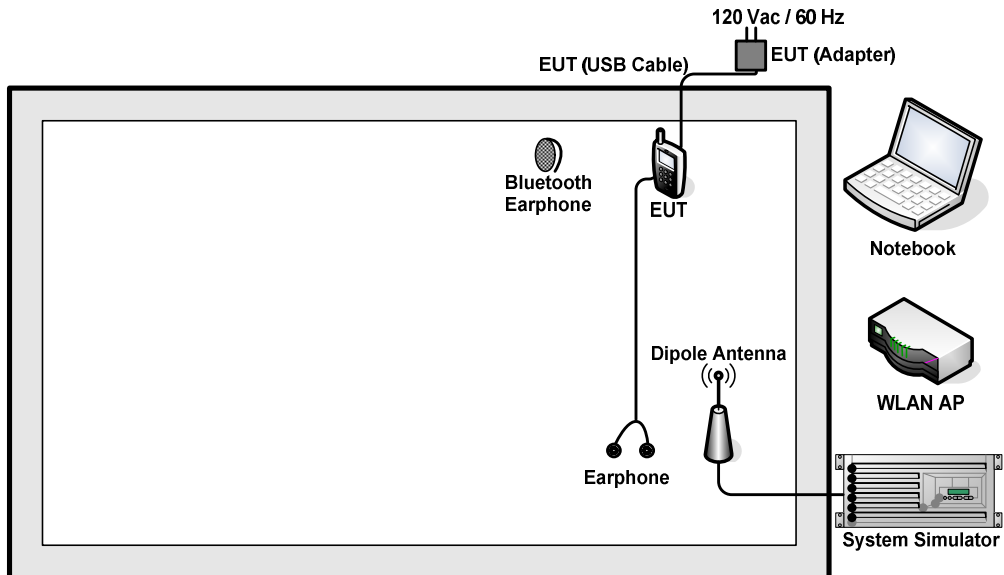 120 Vac / 60 Hz
EUT (Adapter)
EUT (USB Cable)
Bluetooth
Earphone
EUT
Notebook
Dipole Antenna
WLAN AP
Earphone
System Simulator